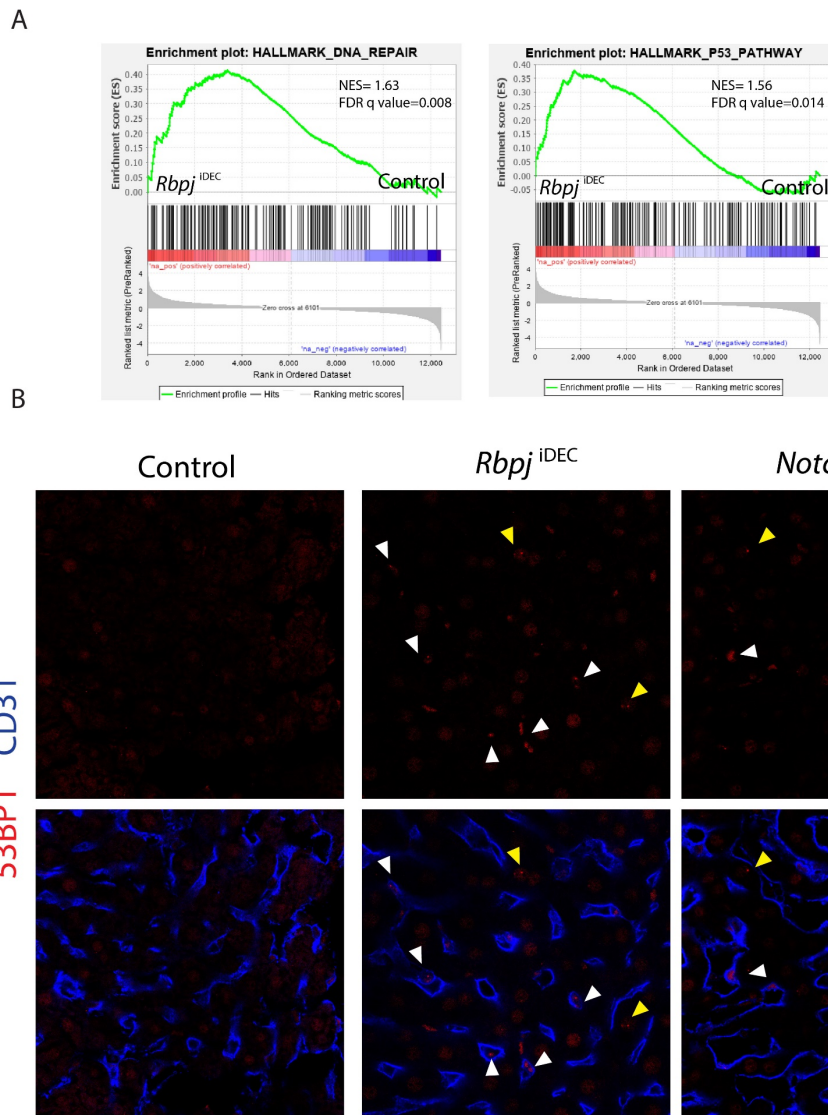 A
Enrichment plot: HALLMARK_DNA_REPAIR
NES= 1.63
FDR q value=0.008
Enrichment score (ES)
0.40
0.35
0.30
0.25
0.20
0.15
0.10
0.05
0.00
Rbpj iDEC
Control
'na_pos' (positively correlated)
Ranked list metric (PreRanked)
4
2
0
-2
-4
Zero cross at 6101
'na_neg' (negatively correlated)
0
2,000
4,000
6,000
8,000
10,000
12,000
Rank in Ordered Dataset
Enrichment profile
Hits
Ranking metric scores
Enrichment plot: HALLMARK_P53_PATHWAY
NES= 1.56
FDR q value=0.014
Enrichment score (ES)
0.40
0.35
0.30
0.25
0.20
0.15
0.10
0.05
0.00
-0.05
Rbpj iDEC
Control
'na_pos' (positively correlated)
Ranked list metric (PreRanked)
4
2
0
-2
-4
Zero cross at 6101
'na_neg' (negatively correlated)
0
2,000
4,000
6,000
8,000
10,000
12,000
Rank in Ordered Dataset
Enrichment profile
Hits
Ranking metric scores
B
Control
Rbpj iDEC
53BP1 CD31